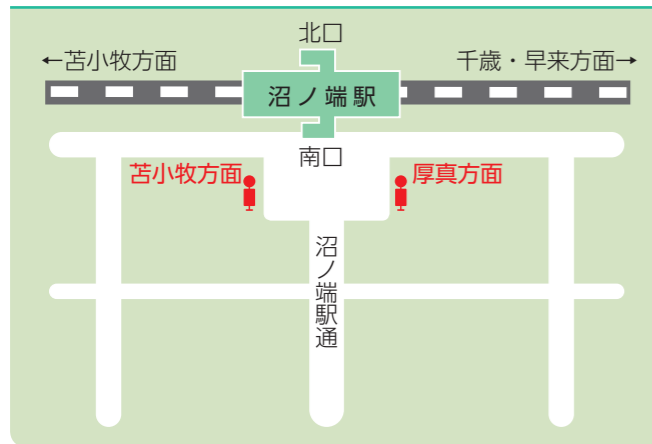 北口
←苫小牧方面
千歳・早来方面→
沼ノ端駅
南口
苫小牧方面
厚真方面
沼ノ端駅通